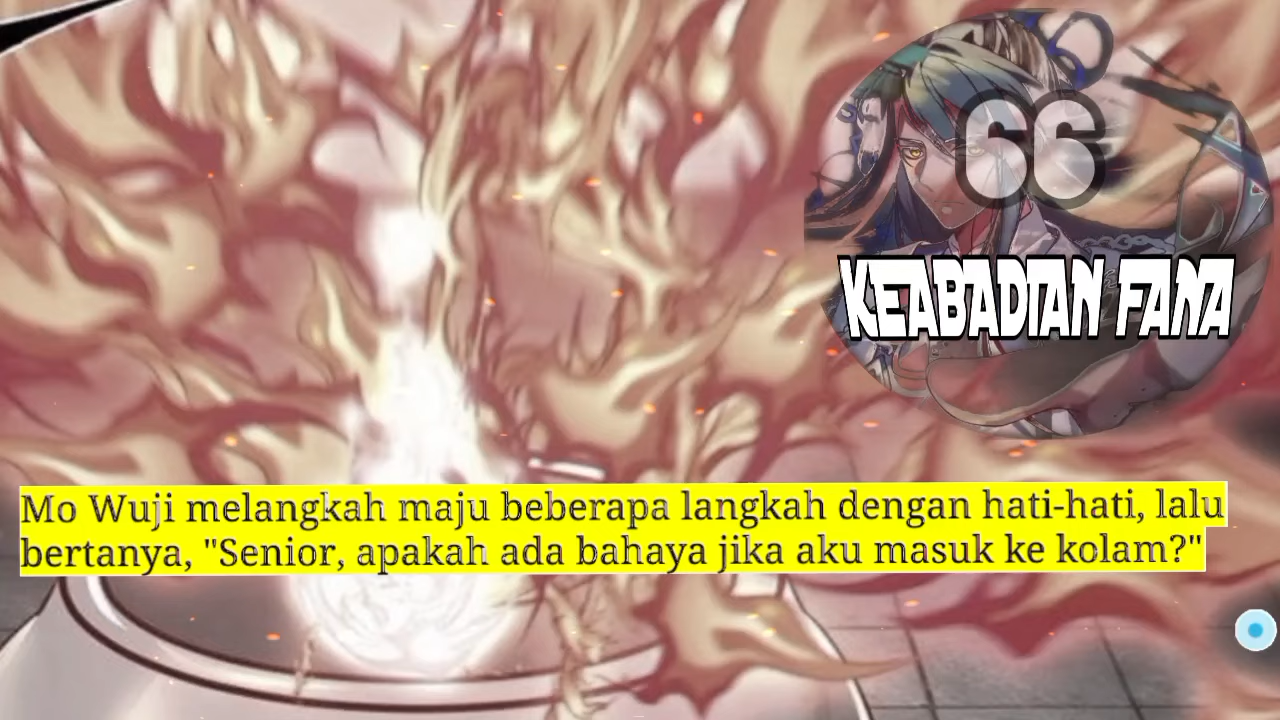 66
KEABADIAN FANA
Mo Wuji melangkah maju beberapa langkah dengan hati-hati, lalu
bertanya, "Senior, apakah ada bahaya jika aku masuk ke kolam?"